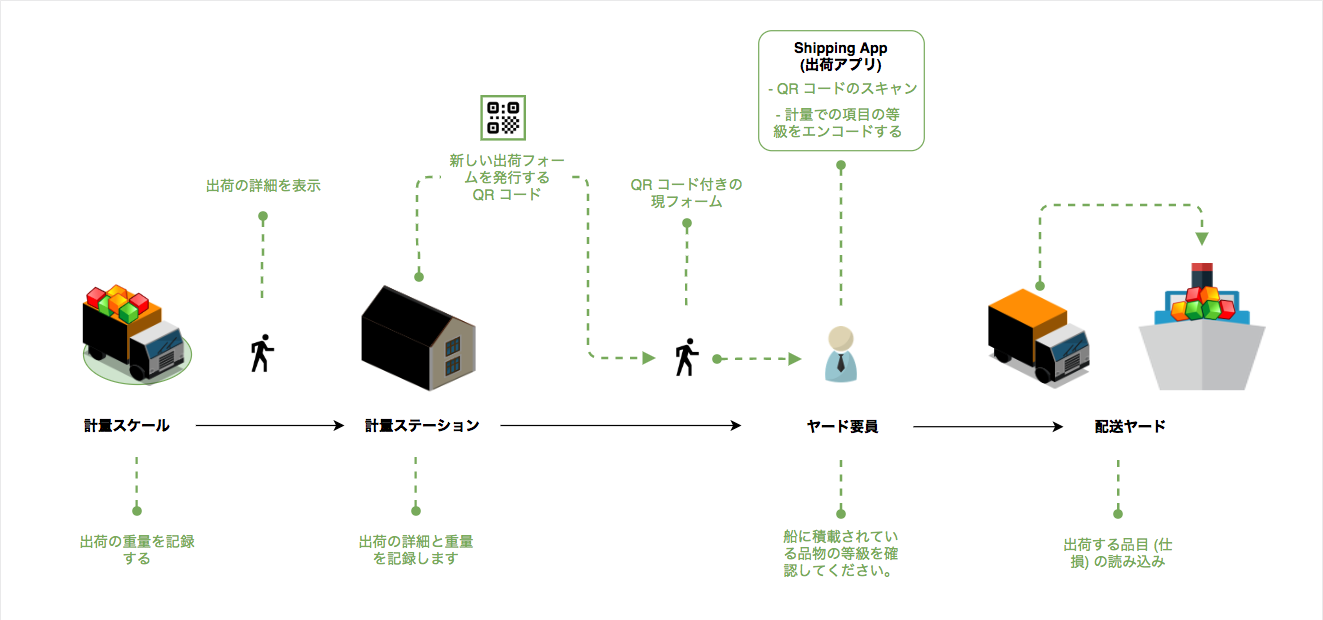 Shipping App
(出荷アプリ)
- QR コードのスキャン
- 計量での項目の等
級をエンコードする
新しい出荷フォー
ムを発行する
QR コード
出荷の詳細を表示
QR コード付きの
現フォーム
計量スケール
計量ステーション
ヤード要員
配送ヤード
出荷の重量を記録
する
出荷の詳細と重量
を記録します
船に積載されてい
る品物の等級を確
認してください。
出荷する品目 (仕
損) の読み込み